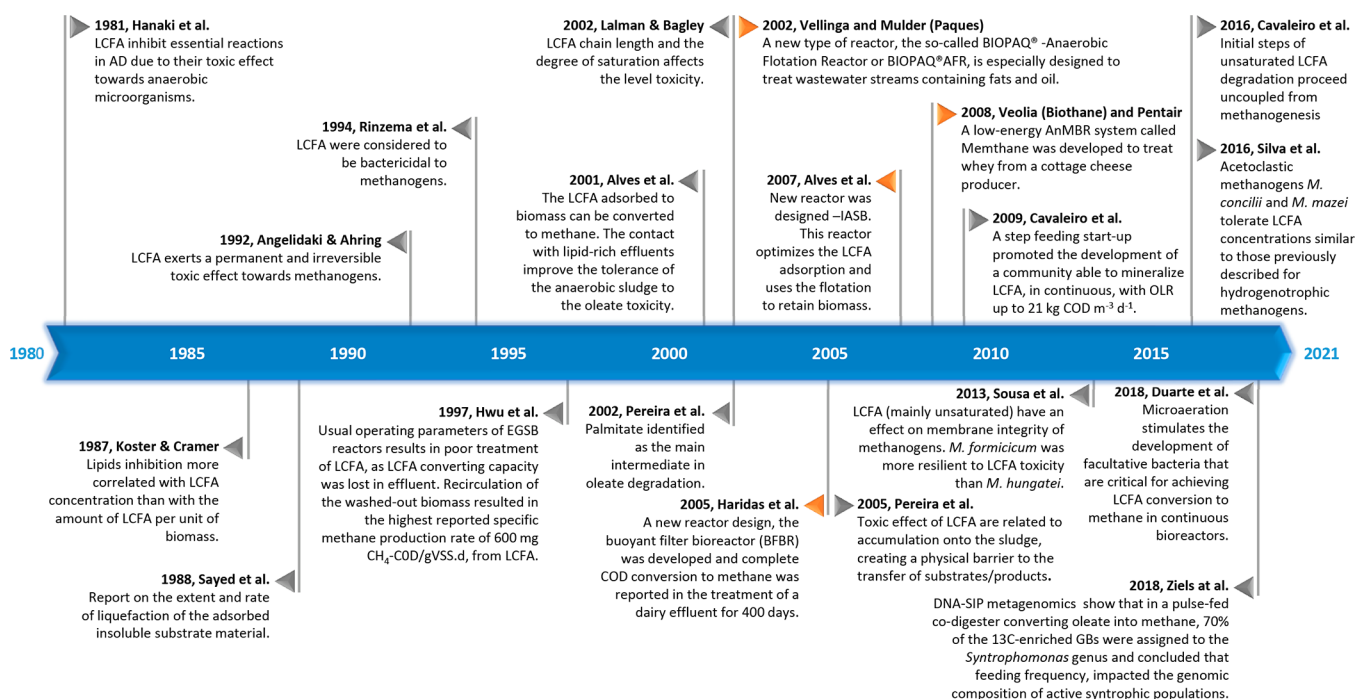 1981, Hanaki et al.
LCFA inhibit essential reactions
in AD due to their toxic effect
towards anaerobic
microorganisms.
1992, Angelidaki & Ahring
LCFA exerts a permanent and irreversible
toxic effect towards methanogens.
1994, Rinzema et al.
LCFA were considered to
be bactericidal to
methanogens.
2001, Alves et al.
The LCFA adsorbed to
biomass can be converted
to methane. The contact
with lipid-rich effluents
improve the tolerance of
the anaerobic sludge to
the oleate toxicity.
2002, Lalman & Bagley
LCFA chain length and the
degree of saturation affects
the level toxicity.
2002, Vellinga and Mulder (Paques)
A new type of reactor, the so-called BIOPAQ® -Anaerobic
Flotation Reactor or BIOPAQ®AFR, is especially designed to
treat wastewater streams containing fats and oil.
2007, Alves et al.
New reactor was
designed –IASB.
This reactor
optimizes the LCFA
adsorption and
uses the flotation
to retain biomass.
2008, Veolia (Biothane) and Pentair
A low-energy AnMBR system called
Memthane was developed to treat
whey from a cottage cheese
producer.
2009, Cavaleiro et al.
A step feeding start-up
promoted the development of
a community able to mineralize
LCFA, in continuous, with OLR
up to 21 kg COD m-3 d-1.
2016, Cavaleiro et al.
Initial steps of
unsaturated LCFA
degradation proceed
uncoupled from
methanogenesis
2016, Silva et al.
Acetoclastic
methanogens M.
concilii and M. mazei
tolerate LCFA
concentrations similar
to those previously
described for
hydrogenotrophic
methanogens.
1980 1985 1990 1995 2000 2005 2010 2015 2021
1987, Koster & Cramer
Lipids inhibition more
correlated with LCFA
concentration than with the
amount of LCFA per unit of
biomass.
1988, Sayed et al.
Report on the extent and rate
of liquefaction of the adsorbed
insoluble substrate material.
1997, Hwu et al.
Usual operating parameters of EGSB
reactors results in poor treatment
of LCFA, as LCFA converting capacity
was lost in effluent. Recirculation of
the washed-out biomass resulted in
the highest reported specific
methane production rate of 600 mg
CH4-C0D/gVSS.d, from LCFA.
2002, Pereira et al.
Palmitate identified
as the main
intermediate in
oleate degradation.
2005, Haridas et al.
A new reactor design, the
buoyant filter bioreactor (BFBR)
was developed and complete
COD conversion to methane was
reported in the treatment of a
dairy effluent for 400 days.
2005, Pereira et al.
Toxic effect of LCFA are related to
accumulation onto the sludge,
creating a physical barrier to the
transfer of substrates/products.
2013, Sousa et al.
LCFA (mainly unsaturated) have an
effect on membrane integrity of
methanogens. M. formicicum was
more resilient to LCFA toxicity
than M. hungatei.
2018, Duarte et al.
Microaeration
stimulates the
development of
facultative bacteria that
are critical for achieving
LCFA conversion to
methane in continuous
bioreactors.
2018, Ziels at al.
DNA-SIP metagenomics show that in a pulse-fed
co-digester converting oleate into methane, 70%
of the 13C-enriched GBs were assigned to the
Syntrophomonas genus and concluded that
feeding frequency, impacted the genomic
composition of active syntrophic populations.